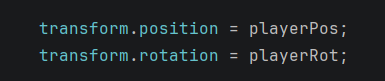 transform.position = playerPos;
transform.rotation = playerRot;